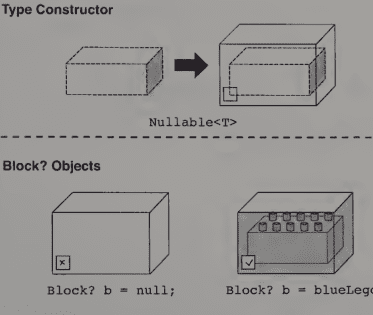 Type Constructor
Nullable<T>
Block? Objects
Block? b = null;
Block? b = blueLego